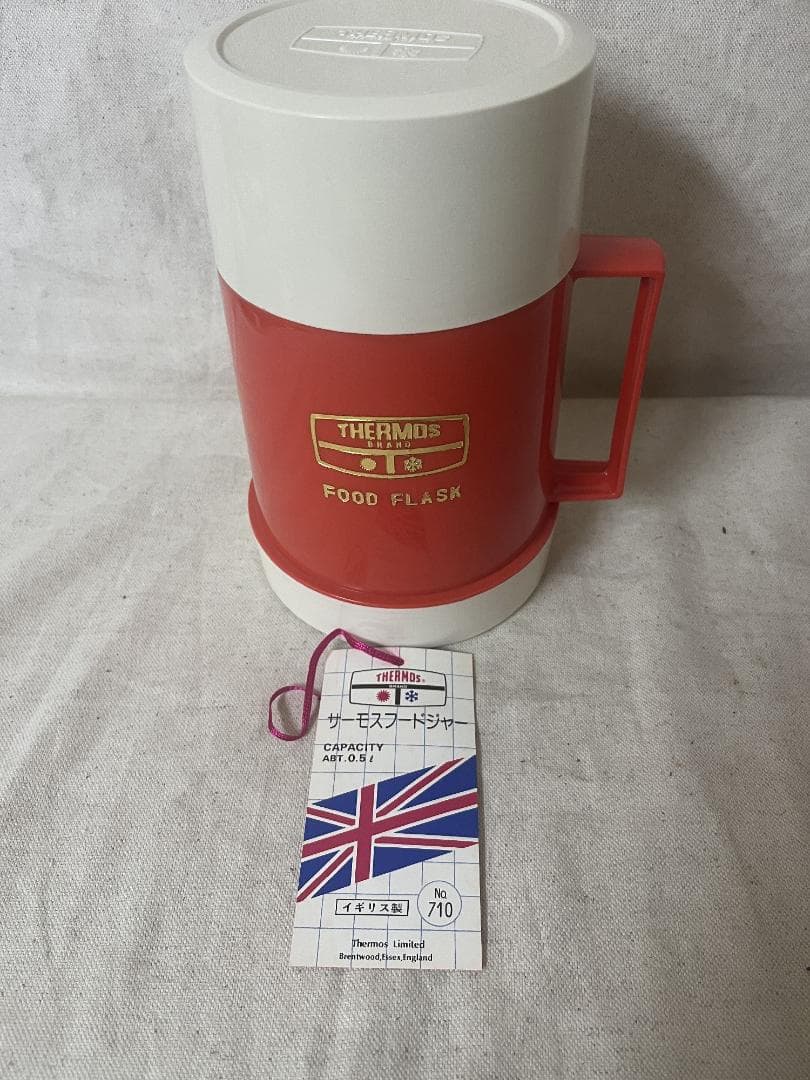 THERMOS
BRAND
FOOD FLASK
THERMOS®
BRAND
サーモスフードジャー
CAPACITY
ABT.0.5ℓ
イギリス製
No.
710
Thermos Limited
Brentwood,Essex,England